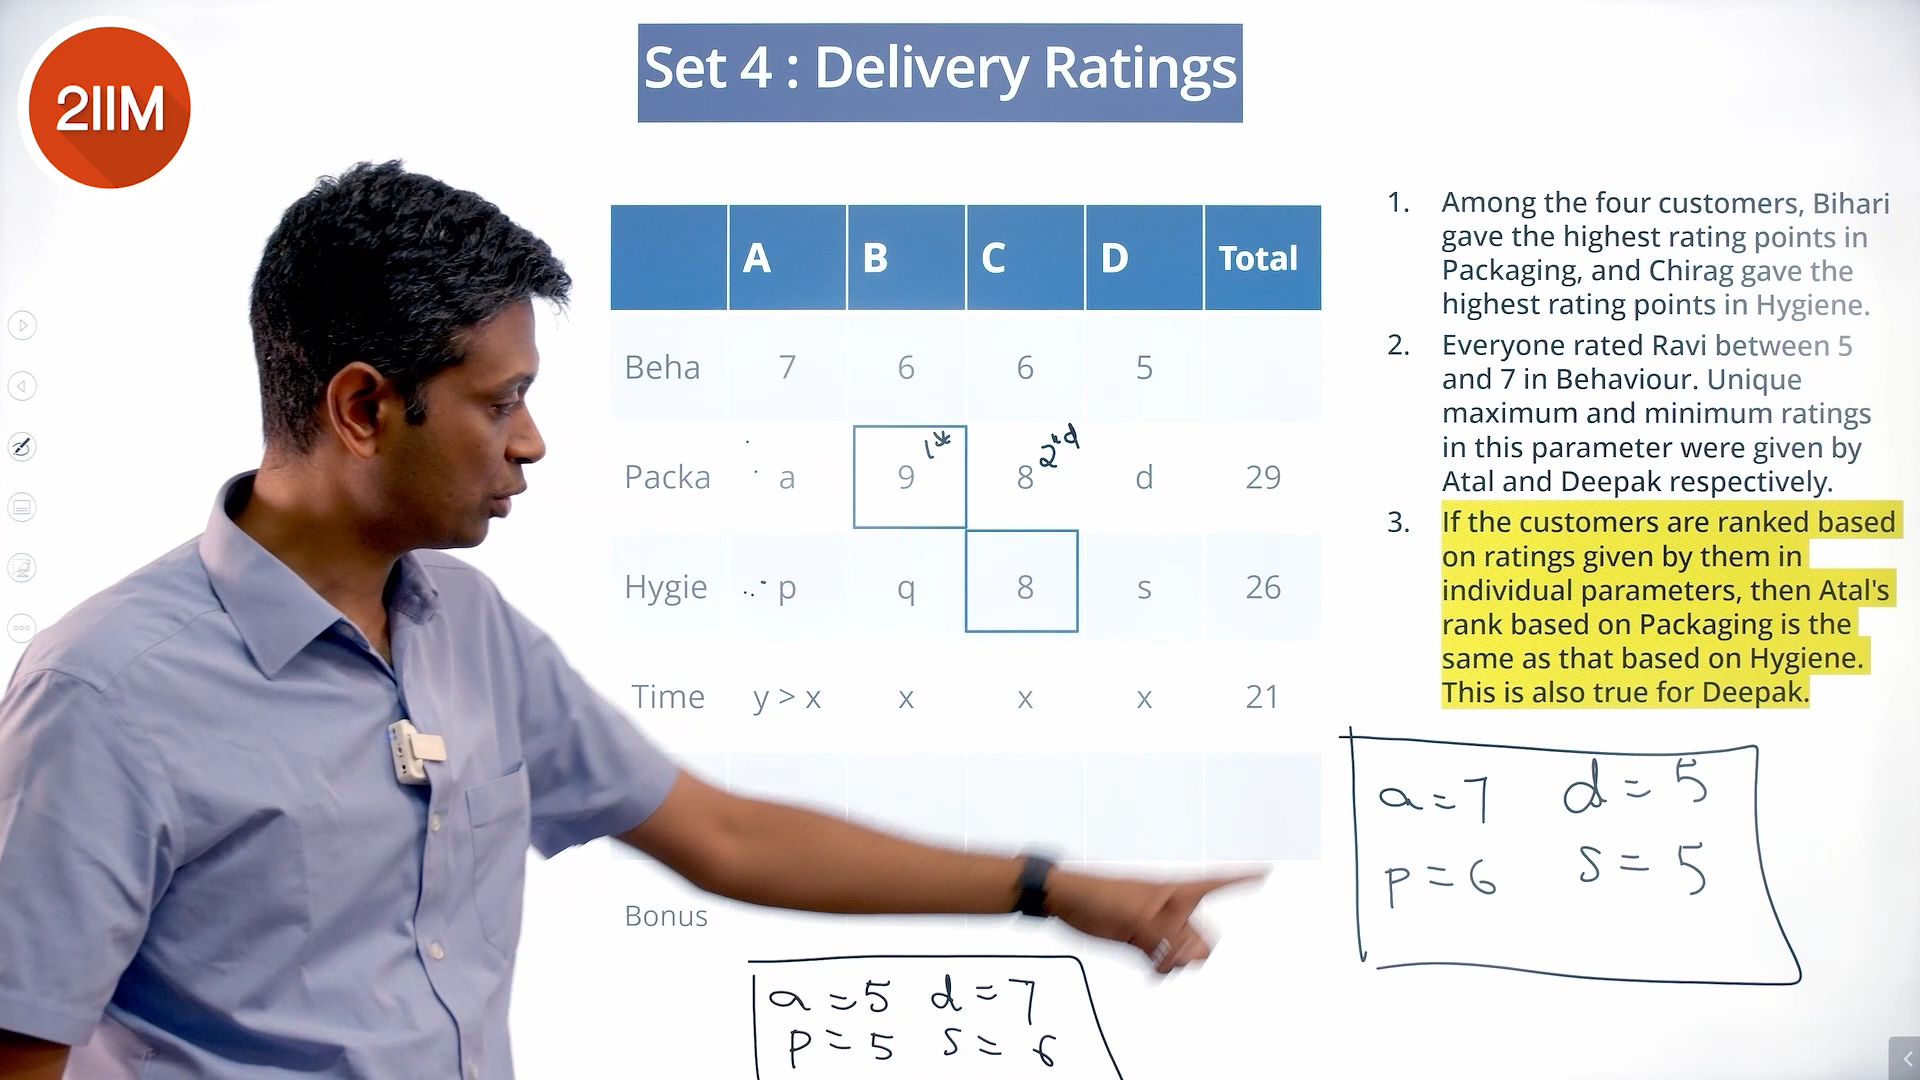 2IIM
Set 4 : Delivery Ratings
A B C D Total
Beha 7 6 6 5
Packa a 9 1st 8 2nd d 29
Hygie p q 8 s 26
Time y > x x x x 21
Bonus
a = 5 d = 7
p = 5 s = 6
1. Among the four customers, Bihari
gave the highest rating points in
Packaging, and Chirag gave the
highest rating points in Hygiene.
2. Everyone rated Ravi between 5
and 7 in Behaviour. Unique
maximum and minimum ratings
in this parameter were given by
Atal and Deepak respectively.
3. If the customers are ranked based
on ratings given by them in
individual parameters, then Atal's
rank based on Packaging is the
same as that based on Hygiene.
This is also true for Deepak.
a = 7 d = 5
p = 6 s = 5